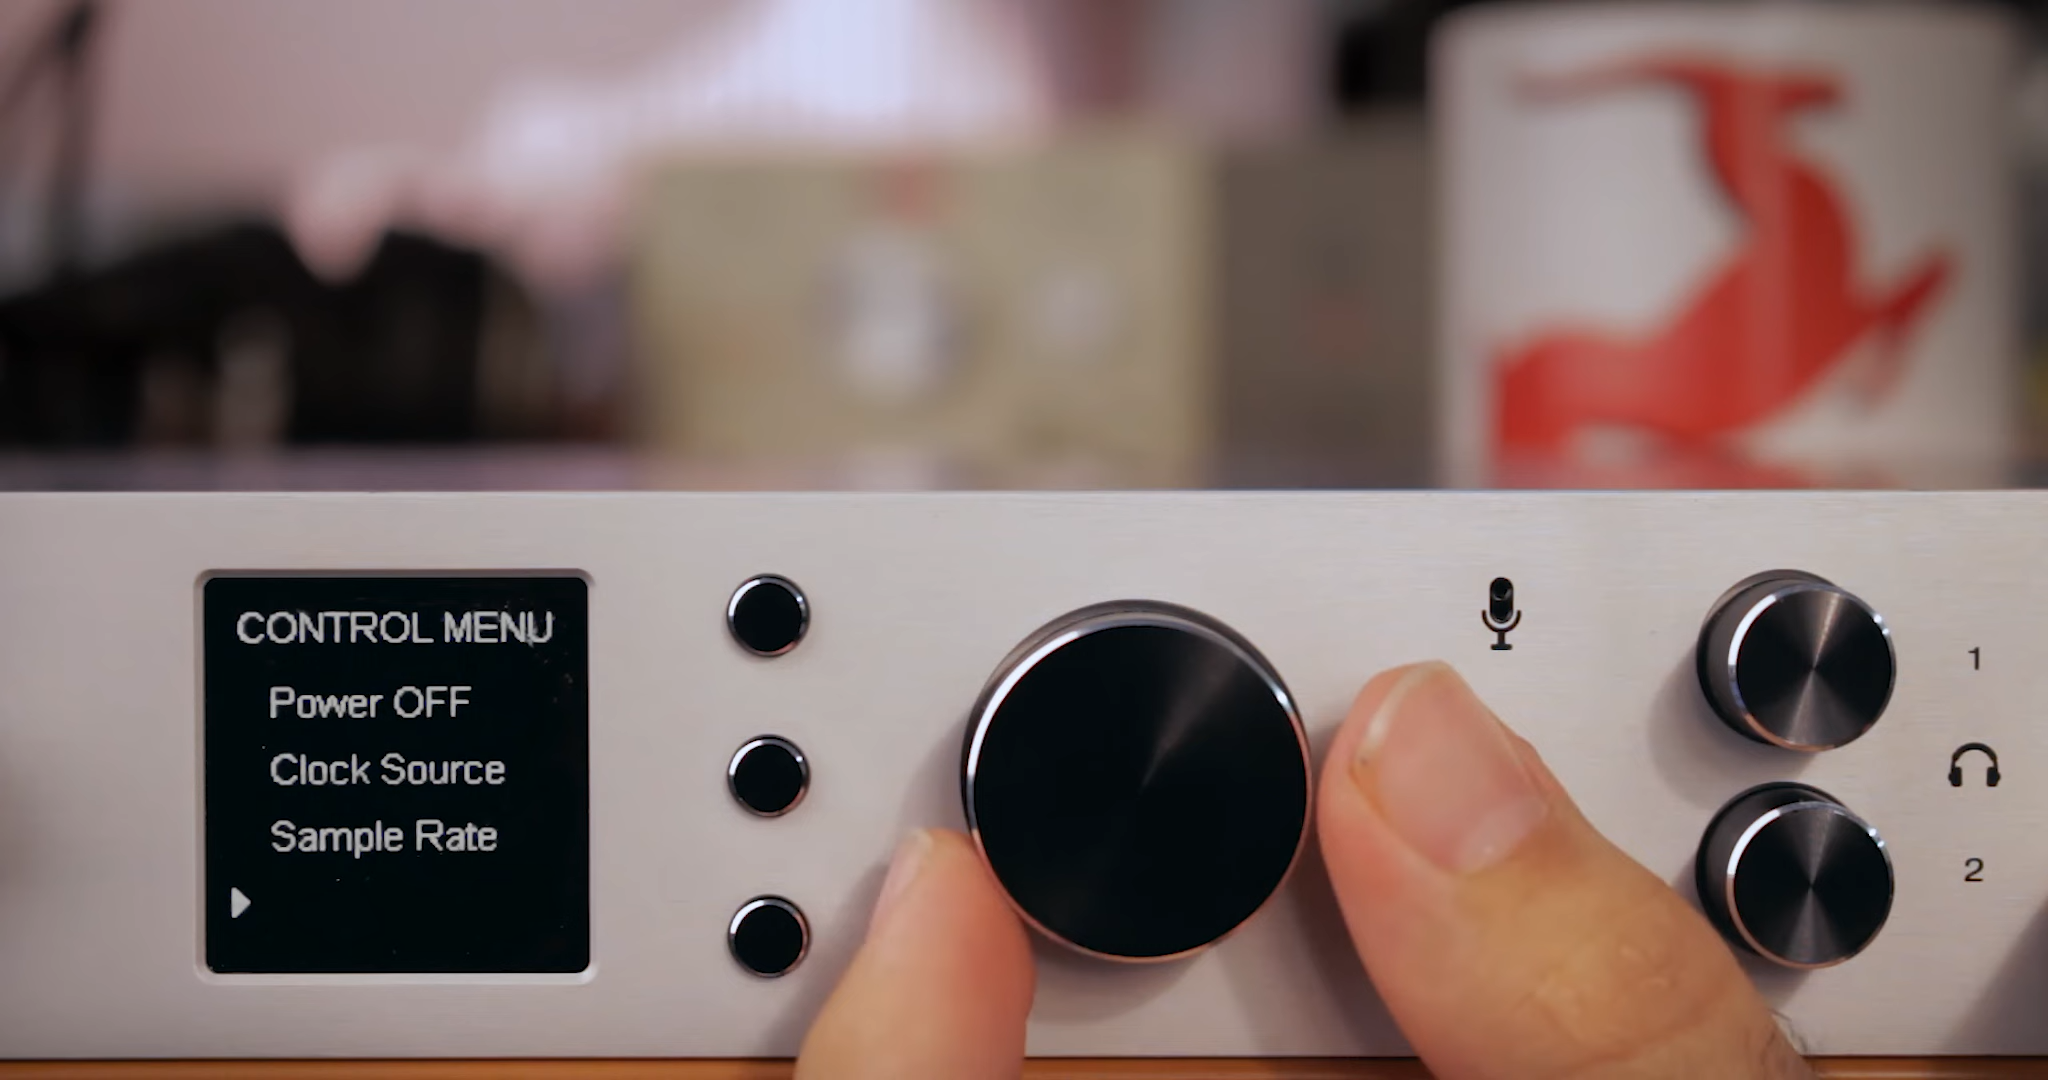 CONTROL MENU
Power OFF
Clock Source
Sample Rate
1
2